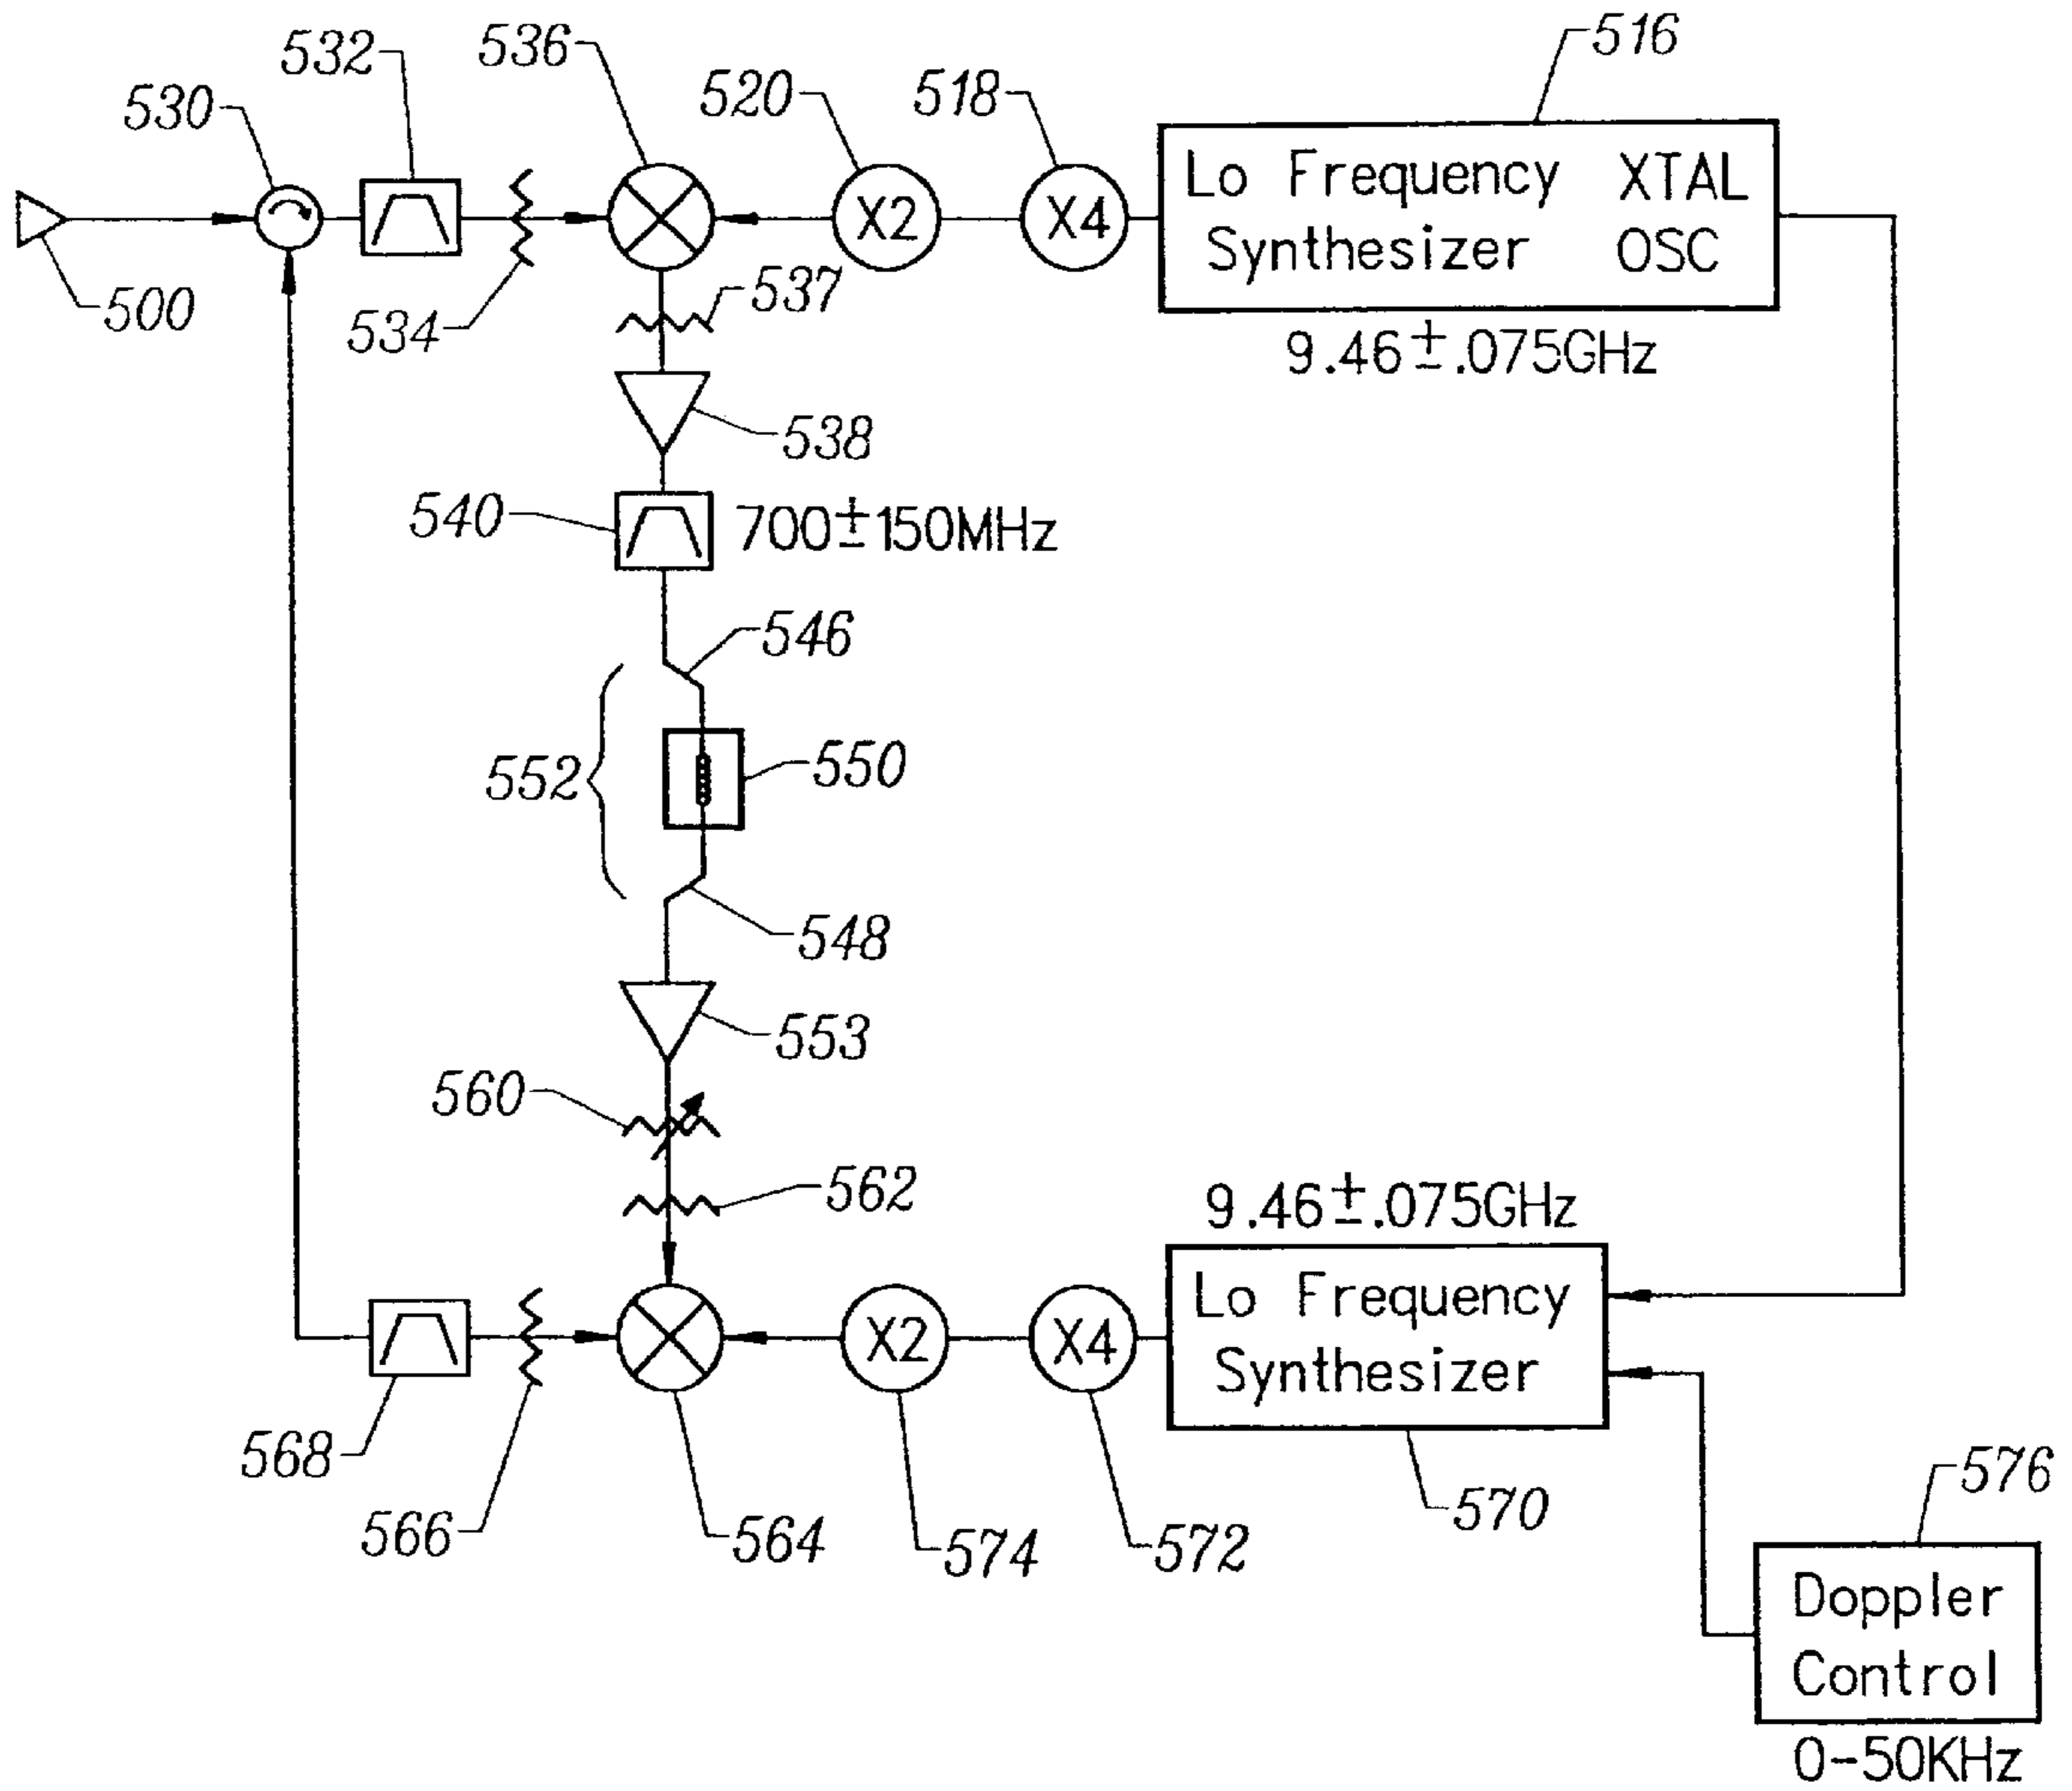 516
532
536
520
518
530
Lo Frequency XTAL
Synthesizer OSC
X2
X4
500
534
537
9.46±.075GHz
538
540
700±150MHz
546
552
550
548
553
560
562
9.46±.075GHz
Lo Frequency
Synthesizer
X2
X4
568
566
564
574
572
570
576
Doppler
Control
0-50KHz